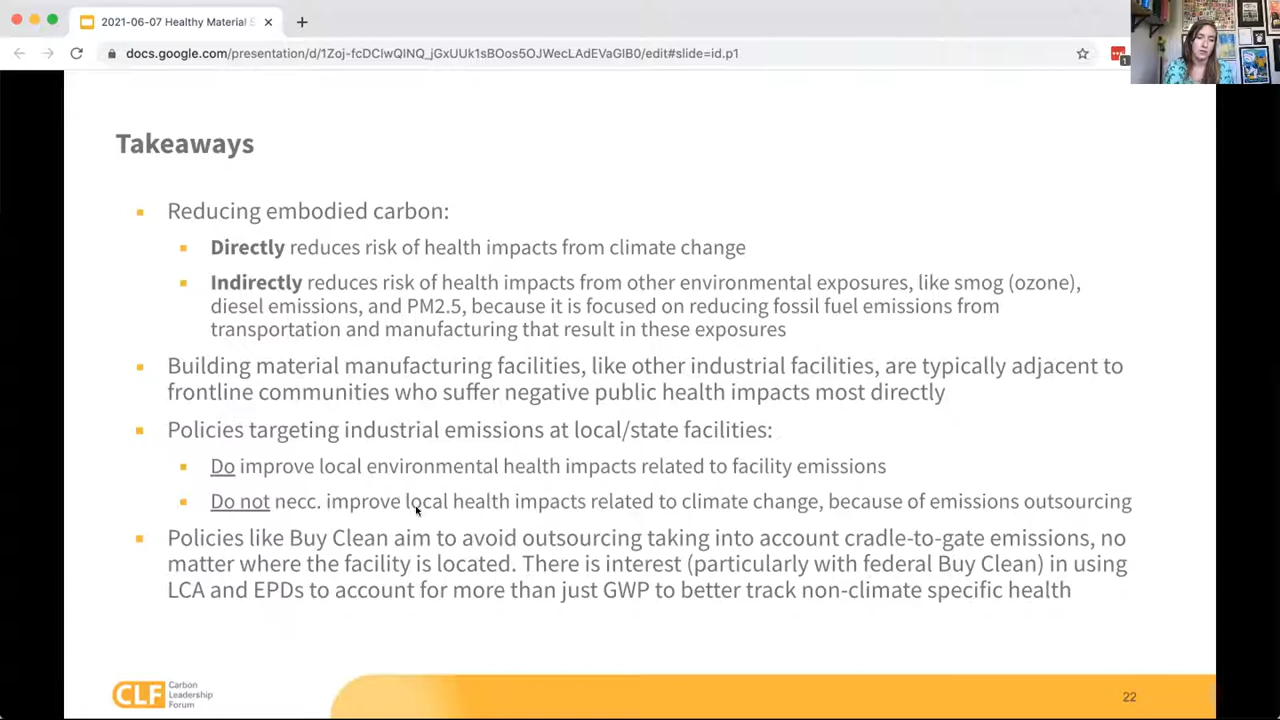 2021-06-07 Healthy Material S
docs.google.com/presentation/d/1Zoj-fcDCIwQINQ_jGxUUk1sBOos5OJWecLAdEVaGlB0/edit#slide=id.p1
1
Takeaways
Reducing embodied carbon:
Directly reduces risk of health impacts from climate change
Indirectly reduces risk of health impacts from other environmental exposures, like smog (ozone),
diesel emissions, and PM2.5, because it is focused on reducing fossil fuel emissions from
transportation and manufacturing that result in these exposures
Building material manufacturing facilities, like other industrial facilities, are typically adjacent to
frontline communities who suffer negative public health impacts most directly
Policies targeting industrial emissions at local/state facilities:
Do improve local environmental health impacts related to facility emissions
Do not necc. improve local health impacts related to climate change, because of emissions outsourcing
Policies like Buy Clean aim to avoid outsourcing taking into account cradle-to-gate emissions, no
matter where the facility is located. There is interest (particularly with federal Buy Clean) in using
LCA and EPDs to account for more than just GWP to better track non-climate specific health
CLF
Carbon
Leadership
Forum
22